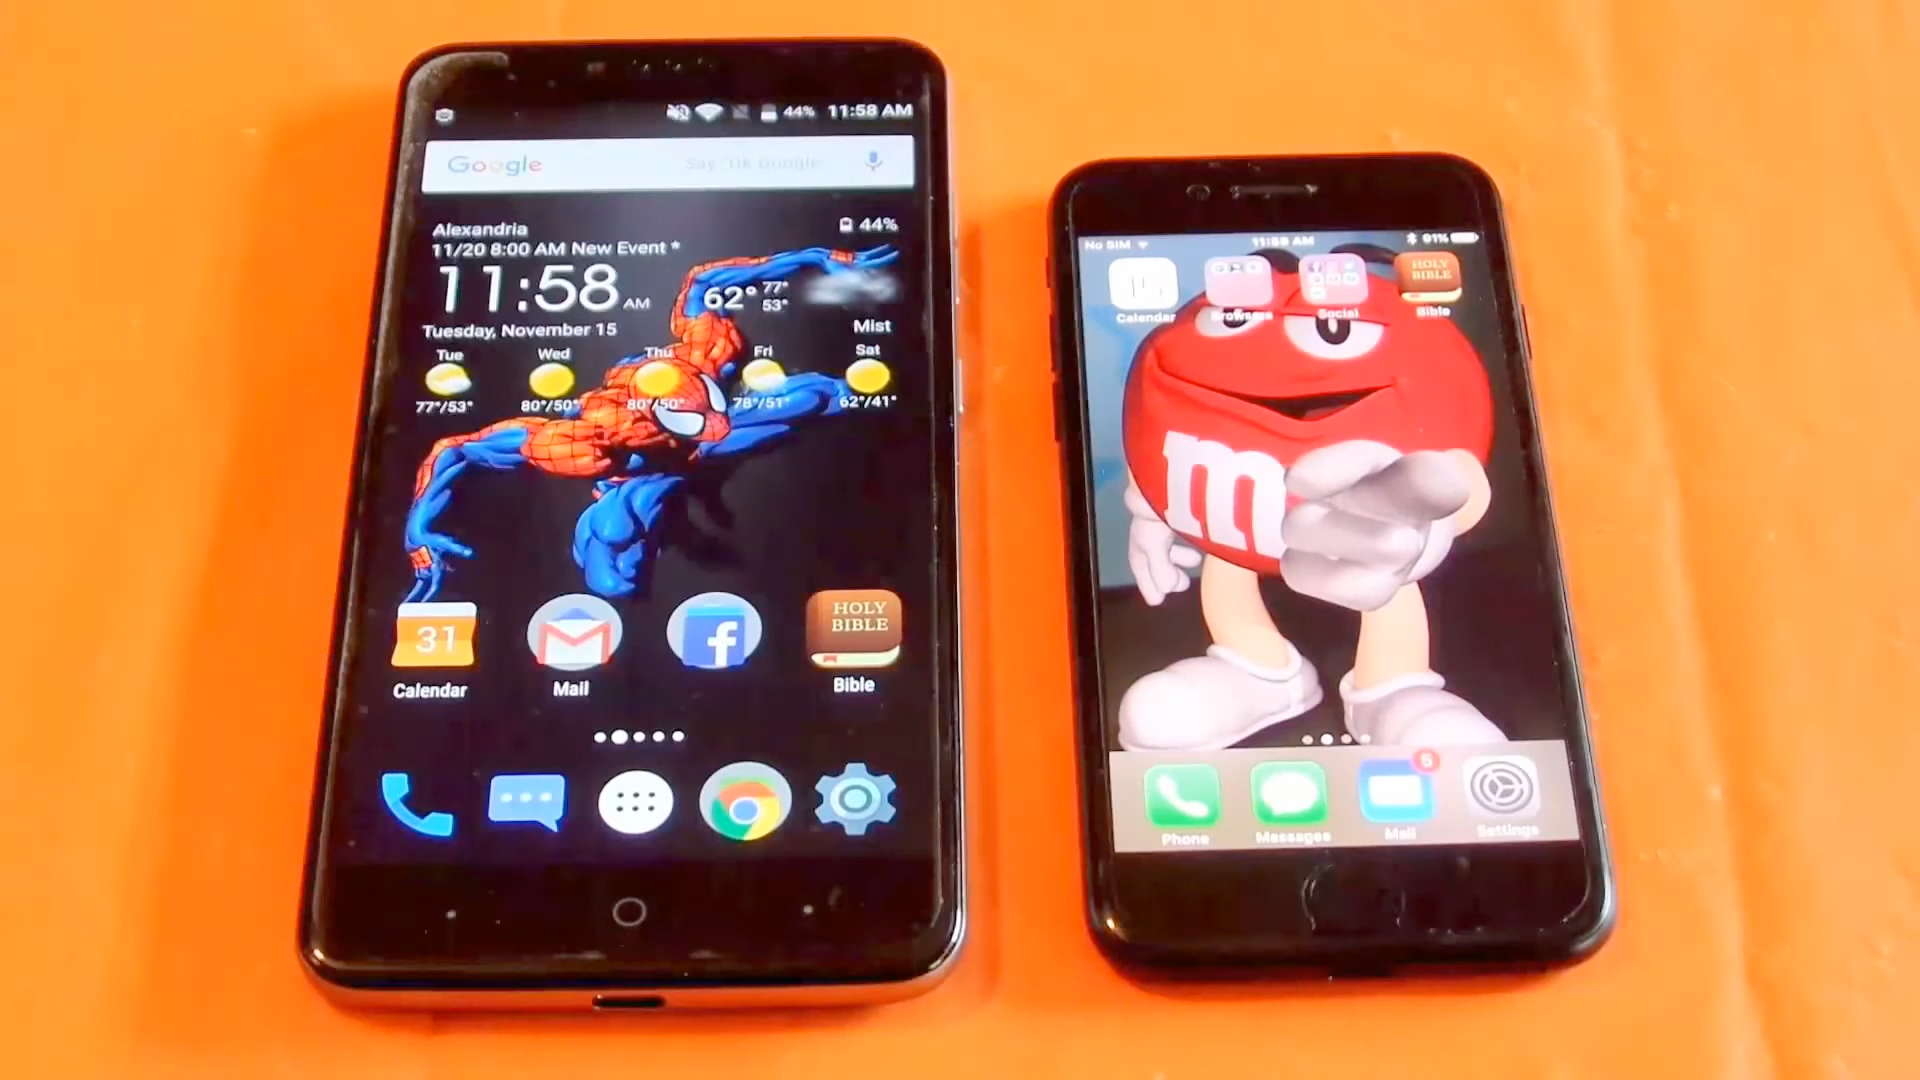 44% 11:58 AM
Google
Alexandria
44%
11/20 8:00 AM New Event *
11:58 AM
62° 77°
53°
Tuesday, November 15
Mist
Tue Wed Thu Fri Sat
77°/53° 80°/50° 80°/50° 78°/51° 62°/41°
31
HOLY
BIBLE
Calendar Mail Bible
No SIM 11:58 AM 91%
HOLY
BIBLE
Calendar Browsers Social Bible
m
5
Phone Messages Mail Settings